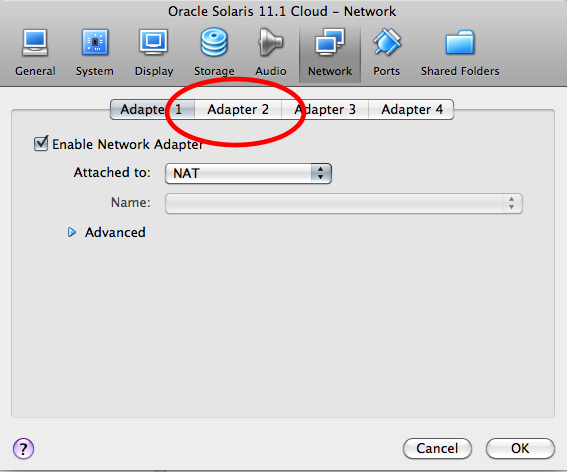 Oracle Solaris 11.1 Cloud – Network
General System Display Storage Audio Network Ports Shared Folders
Adapter 1 Adapter 2 Adapter 3 Adapter 4
Enable Network Adapter
Attached to: NAT
Name:
Advanced
? Cancel OK